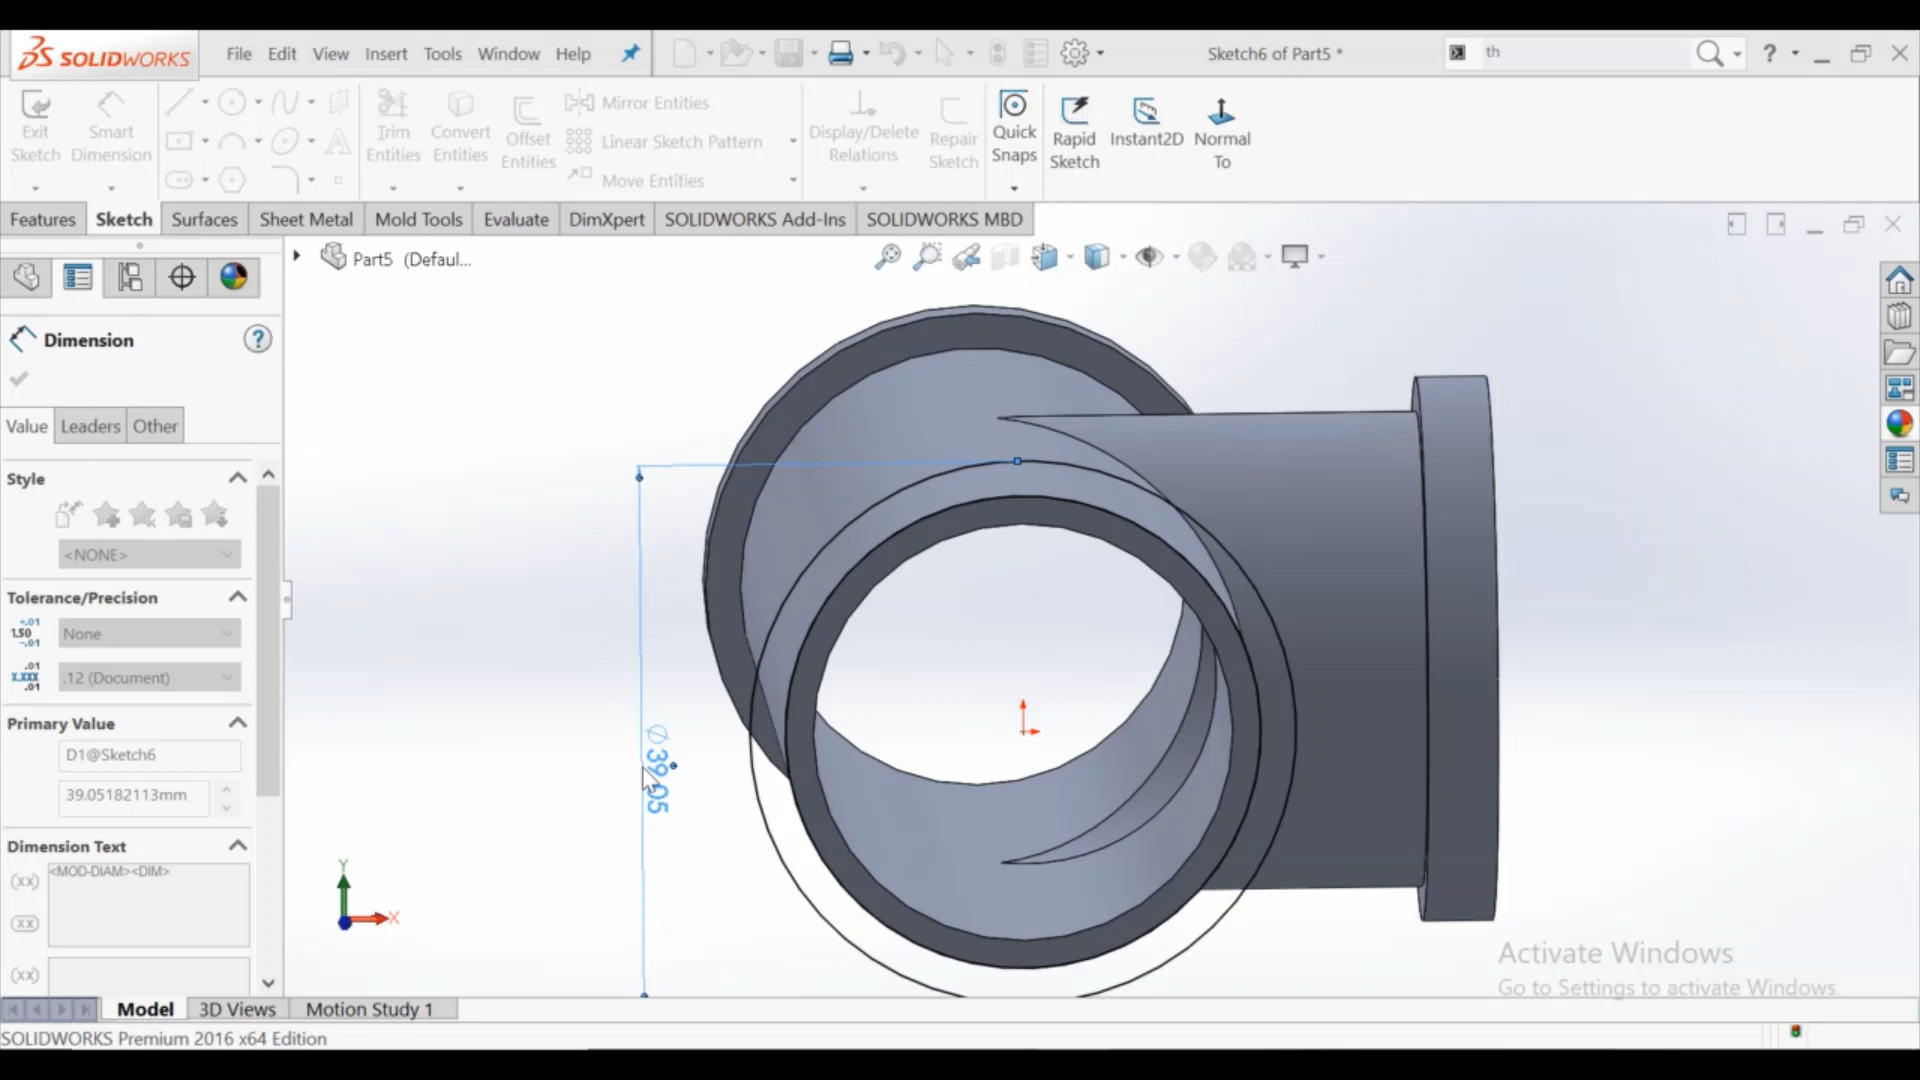 SOLIDWORKS
File Edit View Insert Tools Window Help
Sketch6 of Part5 *
th
?
Exit Sketch
Smart Dimension
Trim Entities
Convert Entities
Offset Entities
Mirror Entities
Linear Sketch Pattern
Move Entities
Display/Delete Relations
Repair Sketch
Quick Snaps
Rapid Sketch
Instant2D
Normal To
Features Sketch Surfaces Sheet Metal Mold Tools Evaluate DimXpert SOLIDWORKS Add-Ins SOLIDWORKS MBD
Part5 (Defaul...
Dimension
?
Value Leaders Other
Style
<NONE>
Tolerance/Precision
None
.12 (Document)
Primary Value
D1@Sketch6
39.05182113mm
Dimension Text
<MOD-DIAM><DIM>
(xx)
(xx)
(xx)
∅39.05
Y
X
Activate Windows
Go to Settings to activate Windows.
Model 3D Views Motion Study 1
SOLIDWORKS Premium 2016 x64 Edition